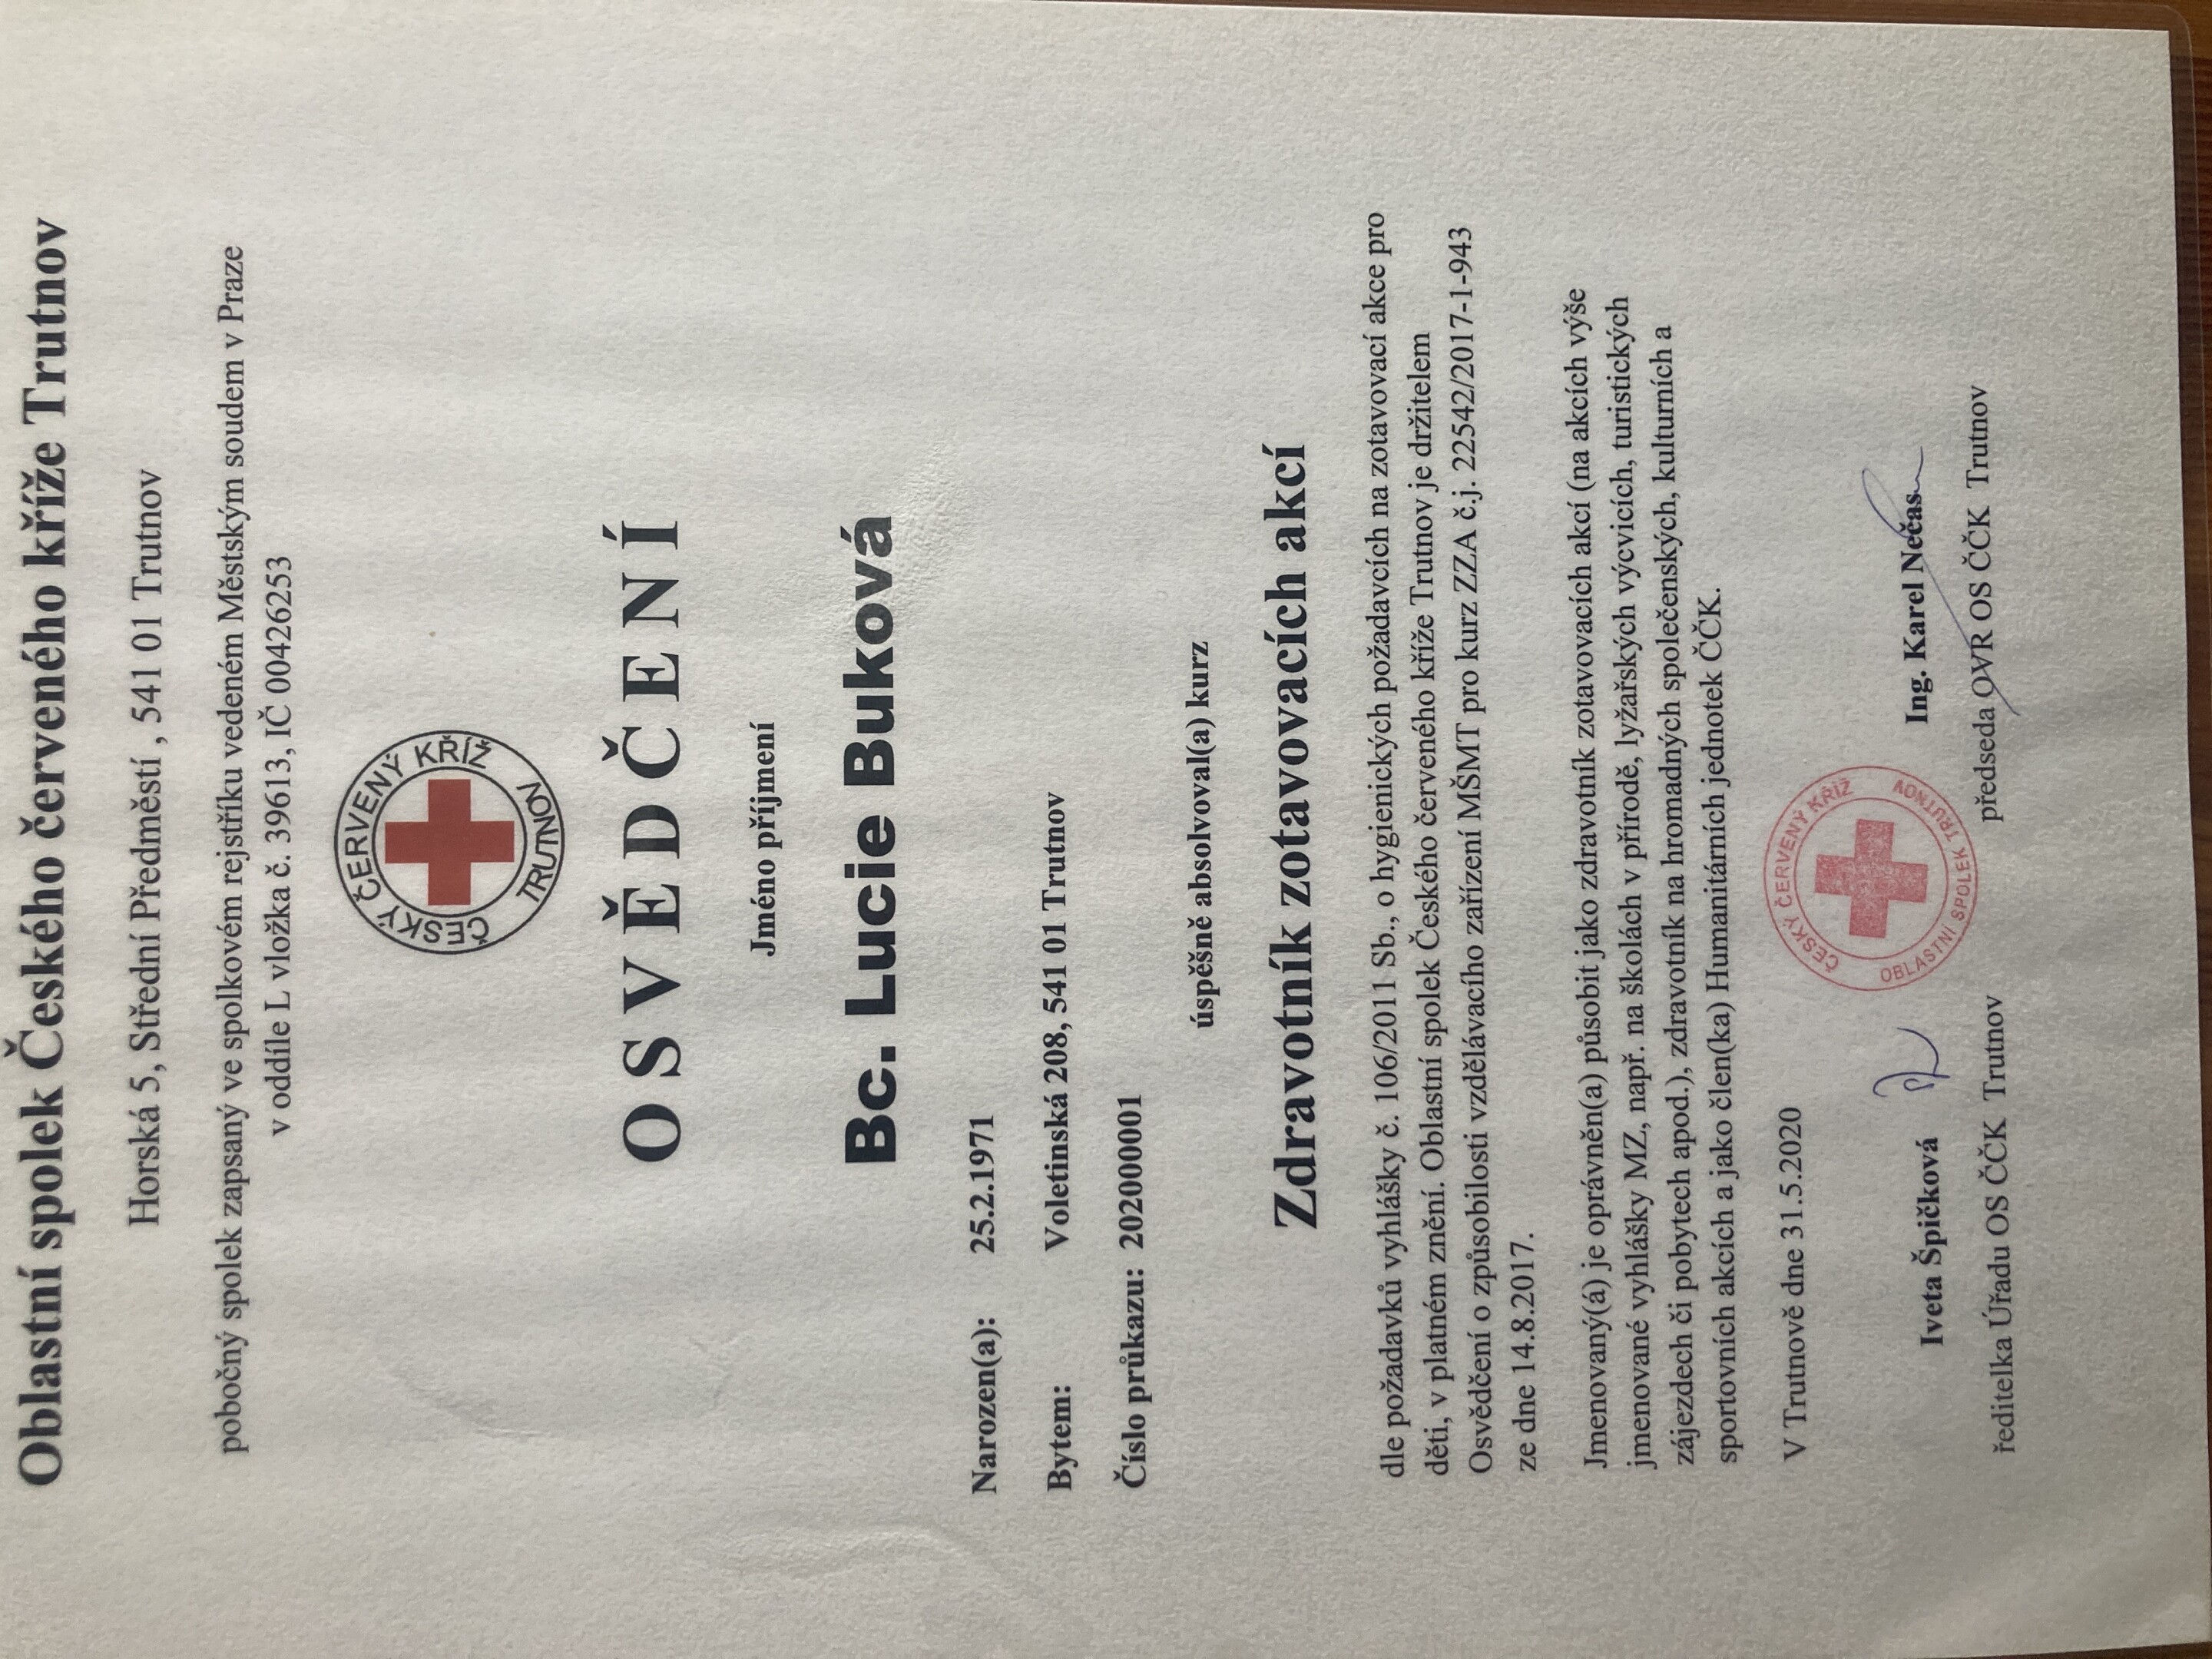 Oblastní spolek Českého červeného kříže Trutnov
Horská 5, Střední Předměstí , 541 01 Trutnov
pobočný spolek zapsaný ve spolkovém rejstříku vedeném Městským soudem v Praze
v oddíle L vložka č. 39613, IČ 00426253
ČESKÝ ČERVENÝ KŘÍŽ
TRUTNOV
OSVĚDČENÍ
Jméno příjmení
Bc. Lucie Buková
Narozen(a): 25.2.1971
Bytem: Voletinská 208, 541 01 Trutnov
Číslo průkazu: 202000001
úspěšně absolvoval(a) kurz
Zdravotník zotavovacích akcí
dle požadavků vyhlášky č. 106/2011 Sb., o hygienických požadavcích na zotavovací akce pro
děti, v platném znění. Oblastní spolek Českého červeného kříže Trutnov je držitelem
Osvědčení o způsobilosti vzdělávacího zařízení MŠMT pro kurz ZZA č.j. 22542/2017-1-943
ze dne 14.8.2017.
Jmenovaný(á) je oprávněn(a) působit jako zdravotník zotavovacích akcí (na akcích výše
jmenované vyhlášky MZ, např. na školách v přírodě, lyžařských výcvicích, turistických
zájezdech či pobytech apod.), zdravotník na hromadných společenských, kulturních a
sportovních akcích a jako člen(ka) Humanitárních jednotek ČČK.
V Trutnově dne 31.5.2020
ČESKÝ ČERVENÝ KŘÍŽ
OBLASTNÍ SPOLEK TRUTNOV
Iveta Špičková Ing. Karel Nečas
ředitelka Úřadu OS ČČK Trutnov předseda OVR OS ČČK Trutnov